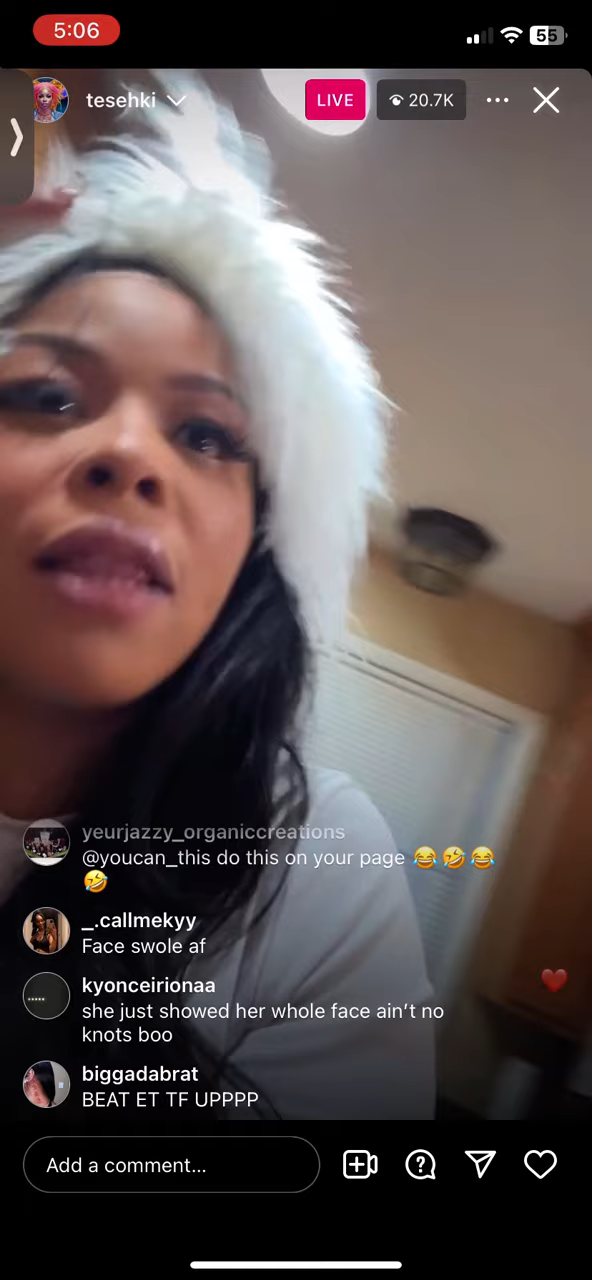 5:06
55
tesehki
LIVE
20.7K
yeurjazzy_organiccreations
@youcan_this do this on your page 😂🤣😂
🤣
_.callmekyy
Face swole af
kyonceirionaa
she just showed her whole face ain’t no
knots boo
biggadabrat
BEAT ET TF UPPPP
Add a comment...